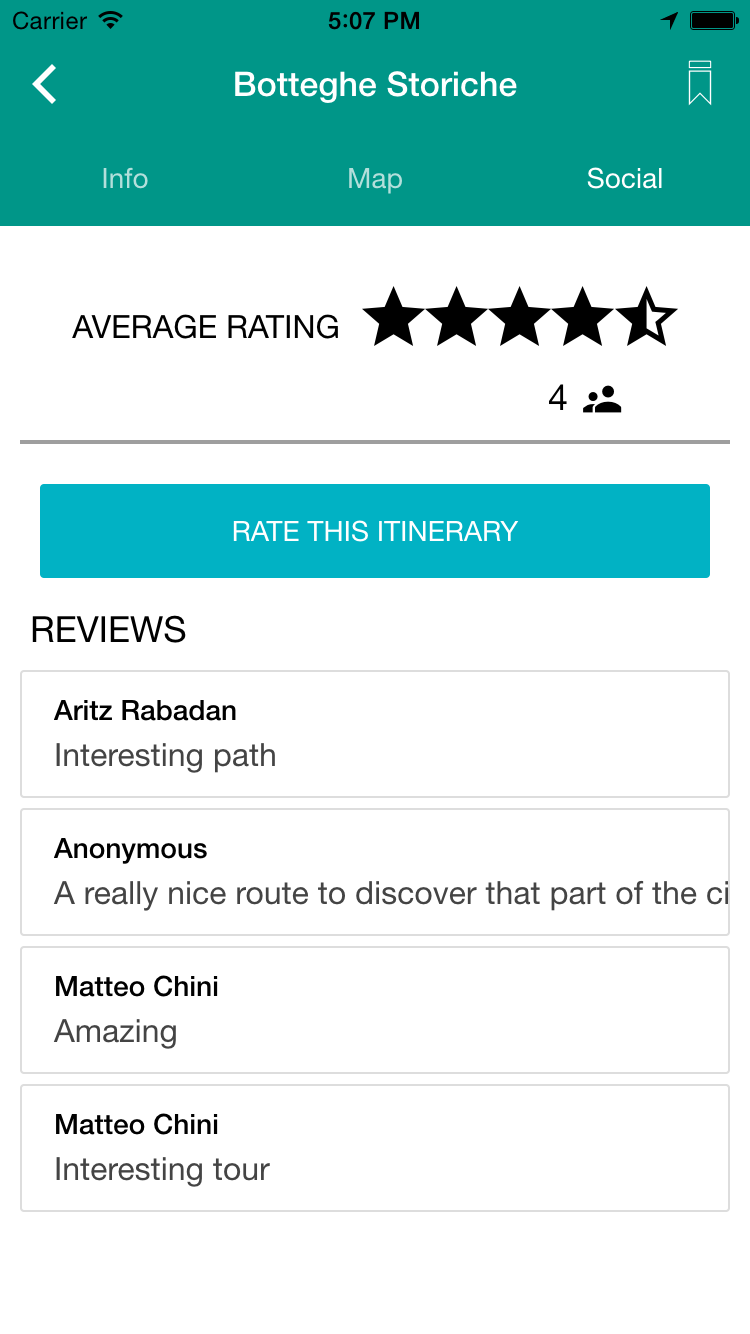 Carrier 5:07 PM
Botteghe Storiche
Info Map Social
AVERAGE RATING
4
RATE THIS ITINERARY
REVIEWS
Aritz Rabadan
Interesting path
Anonymous
A really nice route to discover that part of the ci
Matteo Chini
Amazing
Matteo Chini
Interesting tour